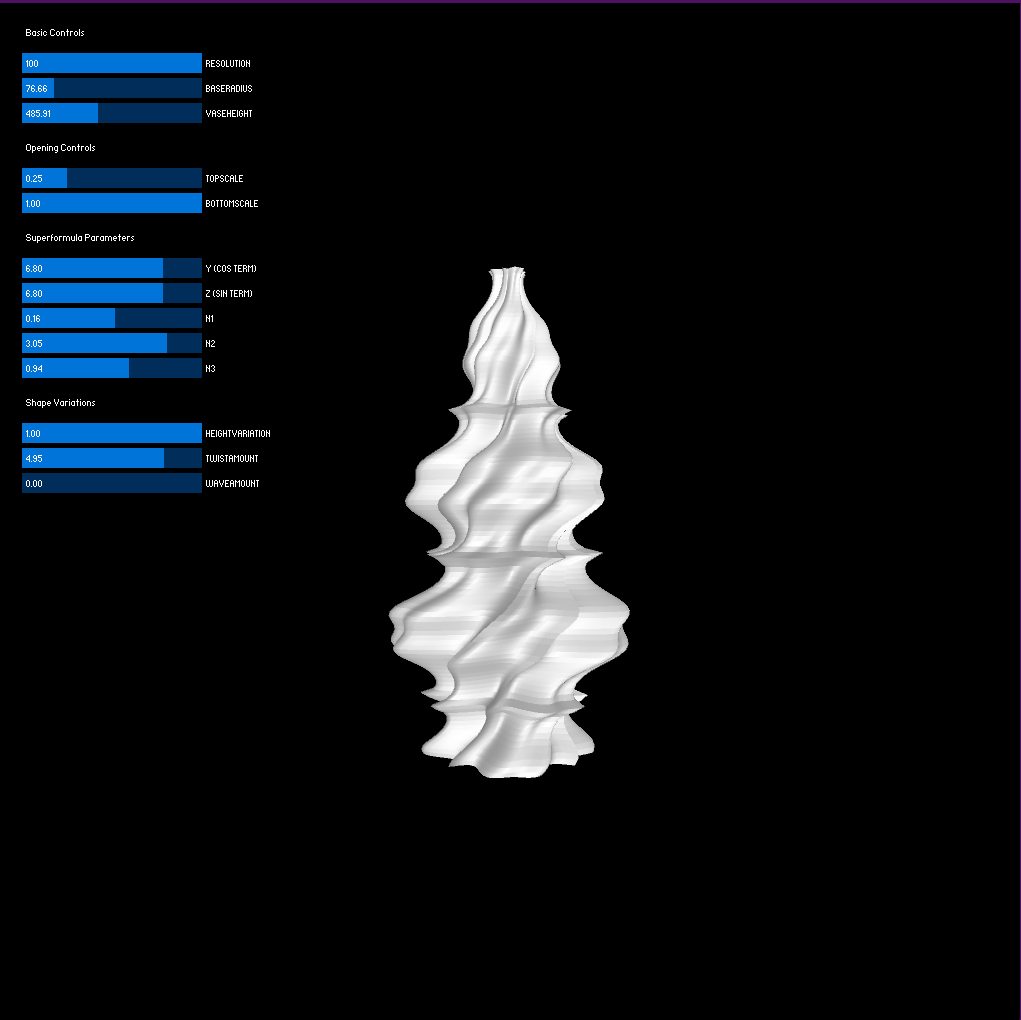 Basic Controls
100 RESOLUTION
76.66 BASERADIUS
485.91 VASEHEIGHT
Opening Controls
0.25 TOPSCALE
1.00 BOTTOMSCALE
Superformula Parameters
6.80 Y (COS TERM)
6.80 Z (SIN TERM)
0.16 N1
3.05 N2
0.94 N3
Shape Variations
1.00 HEIGHTVARIATION
4.95 TWISTAMOUNT
0.00 WAVEAMOUNT